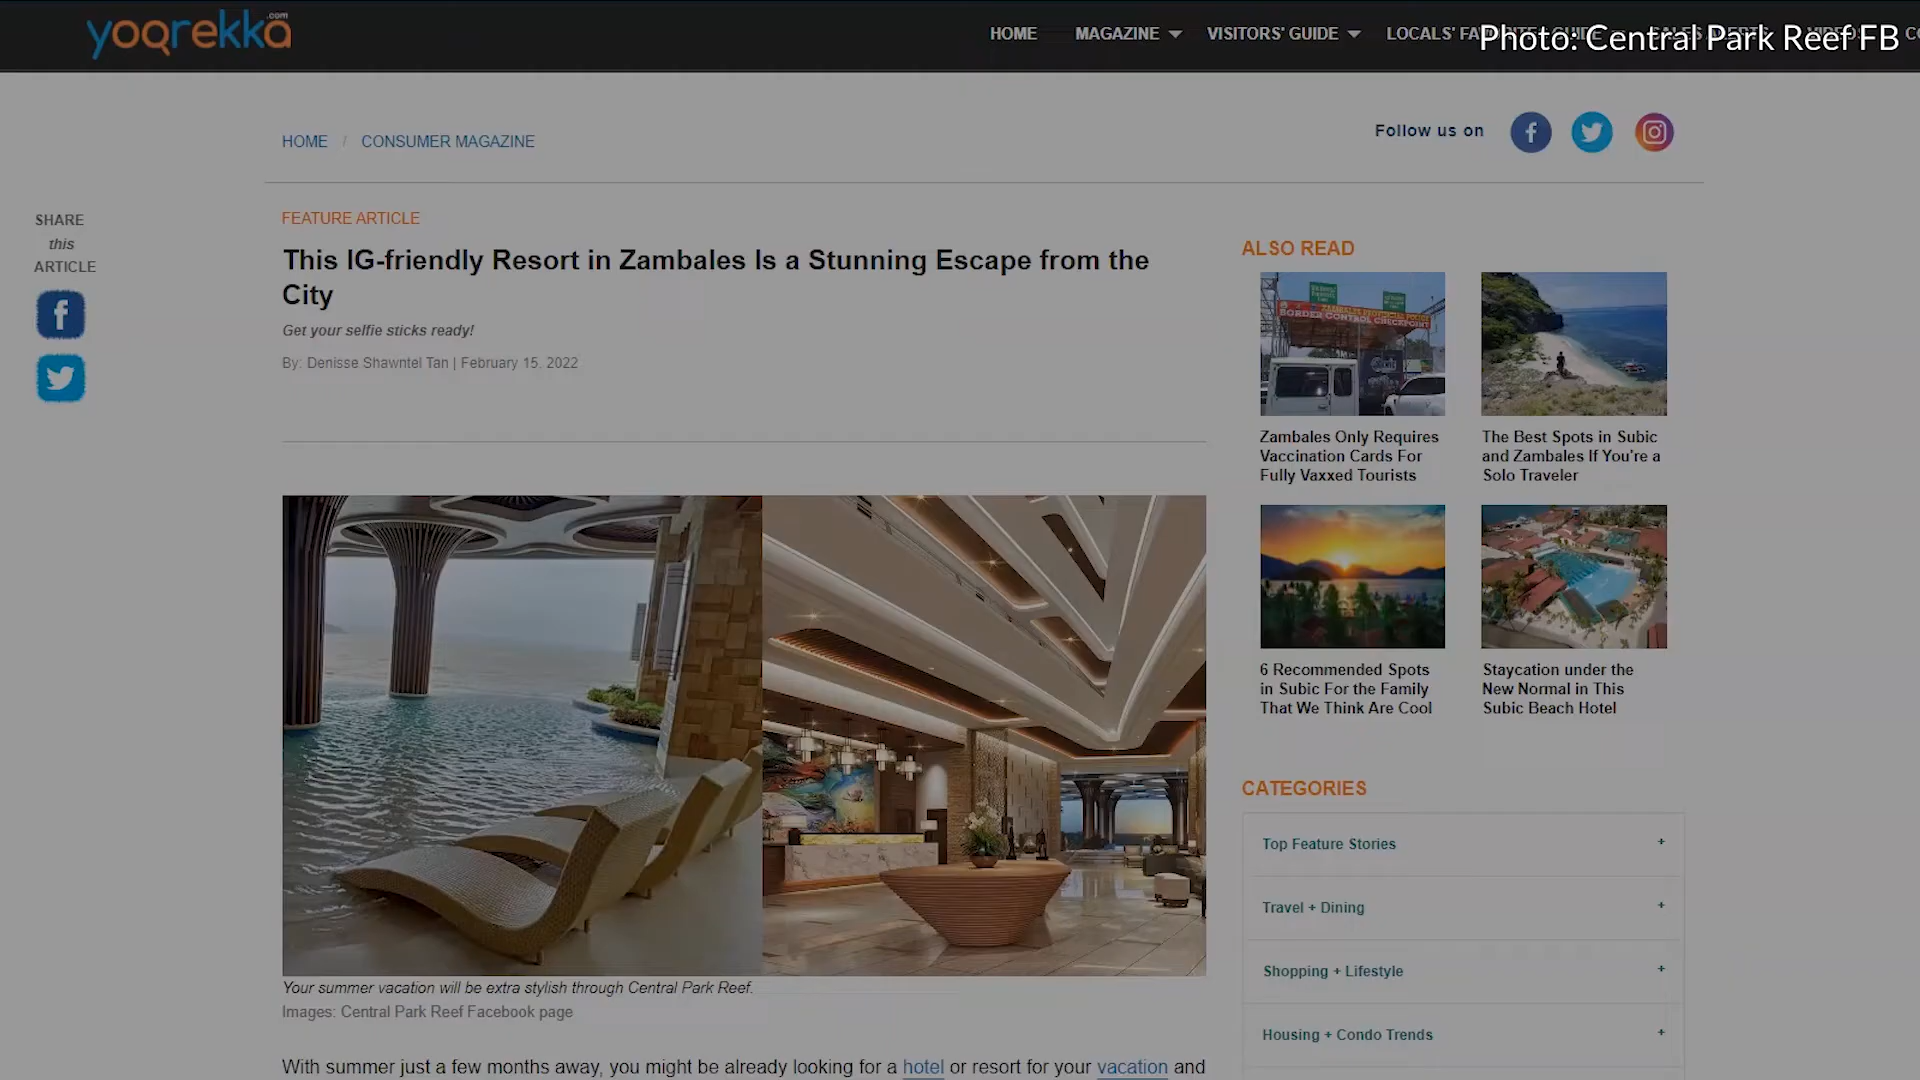 yoorekka
.com
HOME
MAGAZINE
VISITORS' GUIDE
LOCALS'
Photo: Central Park Reef FB
HOME / CONSUMER MAGAZINE
Follow us on
SHARE
this
ARTICLE
FEATURE ARTICLE
This IG-friendly Resort in Zambales Is a Stunning Escape from the
City
Get your selfie sticks ready!
By: Denisse Shawntel Tan | February 15, 2022
Your summer vacation will be extra stylish through Central Park Reef.
Images: Central Park Reef Facebook page
With summer just a few months away, you might be already looking for a hotel or resort for your vacation and
ALSO READ
BORDER CONTROL CHECKPOINT
Zambales Only Requires
Vaccination Cards For
Fully Vaxxed Tourists
The Best Spots in Subic
and Zambales If You're a
Solo Traveler
6 Recommended Spots
in Subic For the Family
That We Think Are Cool
Staycation under the
New Normal in This
Subic Beach Hotel
CATEGORIES
Top Feature Stories +
Travel + Dining +
Shopping + Lifestyle +
Housing + Condo Trends +